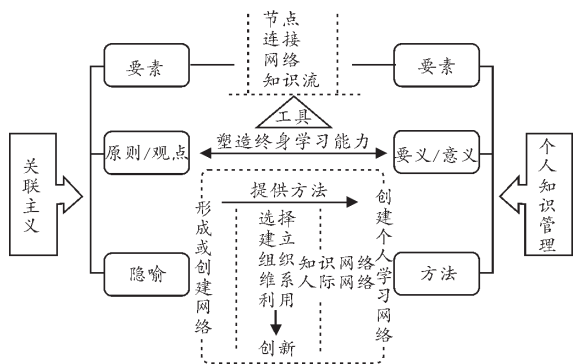 节点
连接
网络
知识流
要素
要素
工具
原则/观点
塑造终身学习能力
要义/意义
关联主义
个人知识管理
提供方法
形成或创建网络
选择
建立
组织
维系
利用
知识网络
人际网络
创建个人学习网络
隐喻
方法
创新